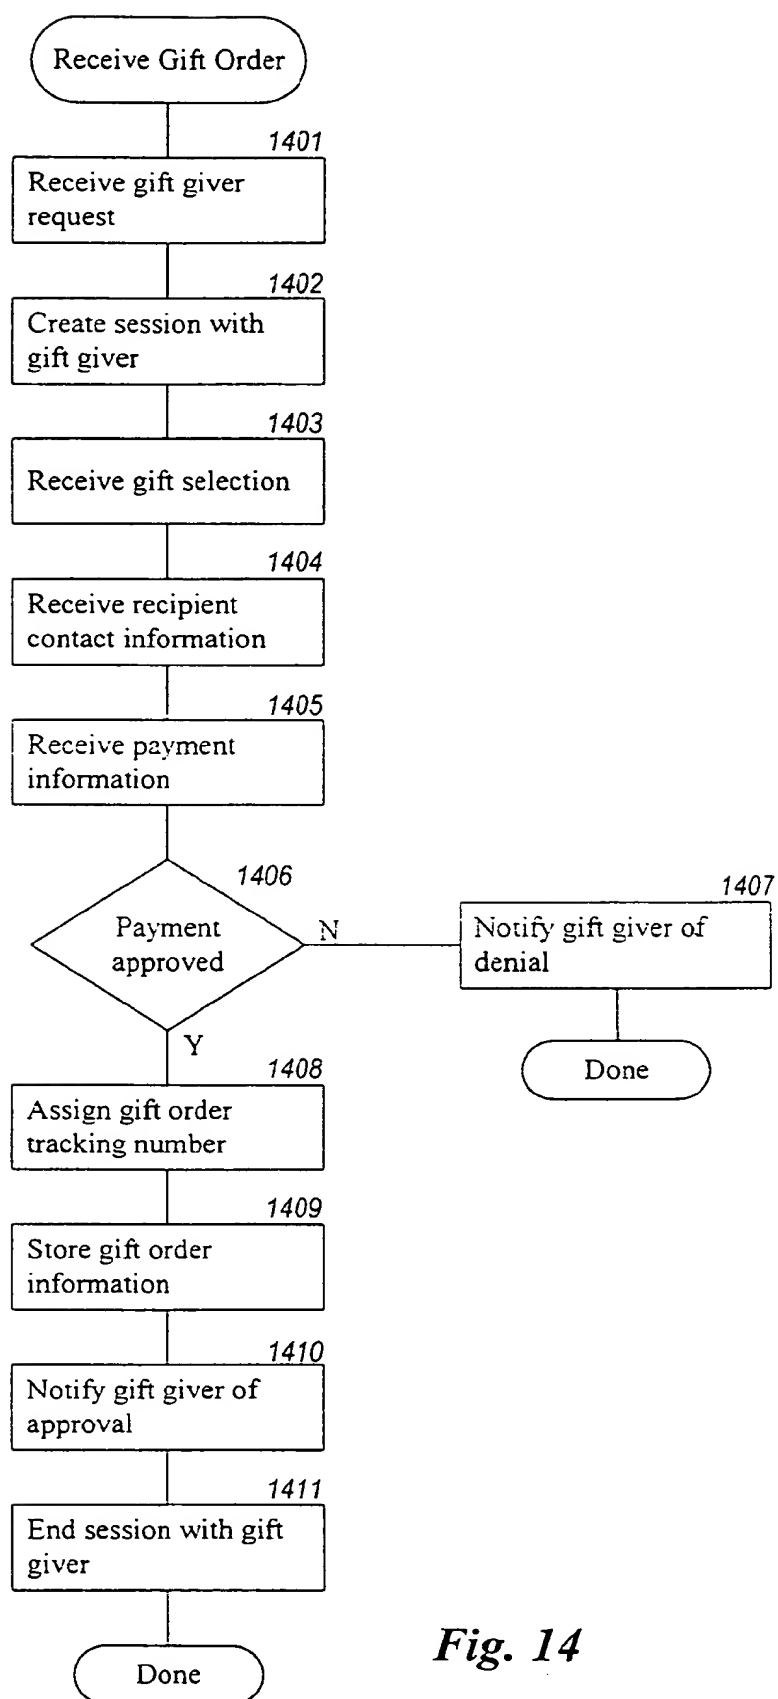 Receive Gift Order
1401
Receive gift giver
request
1402
Create session with
gift giver
1403
Receive gift selection
1404
Receive recipient
contact information
1405
Receive payment
information
1406
Payment
approved
N
1407
Notify gift giver of
denial
Done
Y
1408
Assign gift order
tracking number
1409
Store gift order
information
1410
Notify gift giver of
approval
1411
End session with gift
giver
Done
Fig. 14